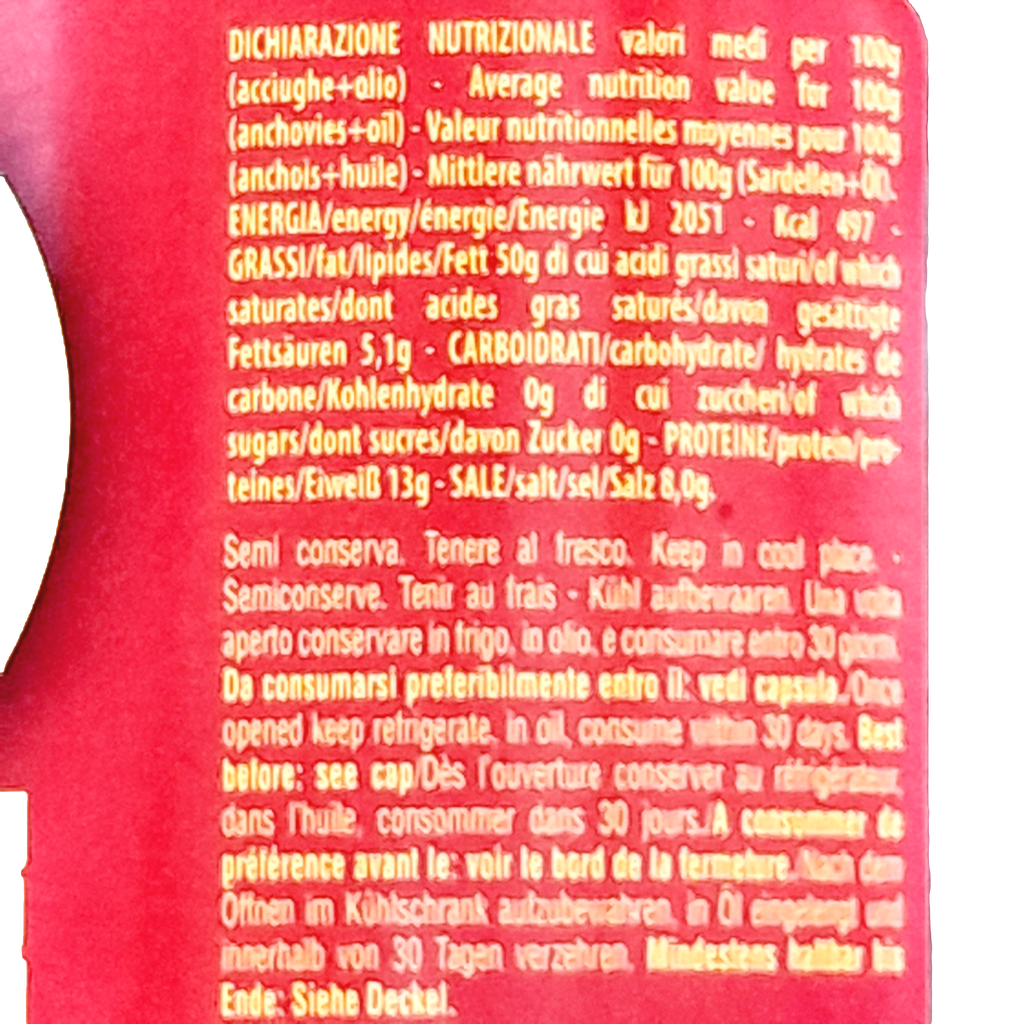 DICHIARAZIONE NUTRIZIONALE valori medi per 100g
(acciughe+olio) - Average nutrition value for 100g
(anchovies+oil) - Valeur nutritionnelles moyennes pour 100g
(anchois+huile) - Mittlere nährwert für 100g (Sardellen+Öl).
ENERGIA/energy/énergie/Energie kJ 2051 - Kcal 497 -
GRASSI/fat/lipides/Fett 50g di cui acidi grassi saturi/of which
saturates/dont acides gras saturés/davon gesättigte
Fettsäuren 5,1g - CARBOIDRATI/carbohydrate/ hydrates de
carbone/Kohlenhydrate 0g di cui zuccheri/of which
sugars/dont sucres/davon Zucker 0g - PROTEINE/protein/pro-
teines/Eiweiß 13g - SALE/salt/sel/Salz 8,0g.
Semi conserva. Tenere al fresco. Keep in cool place. -
Semiconserve. Tenir au frais - Kühl aufbewaaren. Una volta
aperto conservare in frigo, in olio, e consumare entro 30 giorni.
Da consumarsi preferibilmente entro il: vedi capsula. Once
opened keep refrigerate, in oil, consume within 30 days. Best
before: see cap/Dès l'ouverture conserver au réfrigérateur,
dans l'huile, consommer dans 30 jours. A consommer de
préférence avant le: voir le bord de la fermeture. Nach dem
Öffnen im Kühlschrank aufzubewahren, in Öl eingelegt und
innerhalb von 30 Tagen verzehren. Mindestens haltbar bis
Ende: Siehe Deckel.